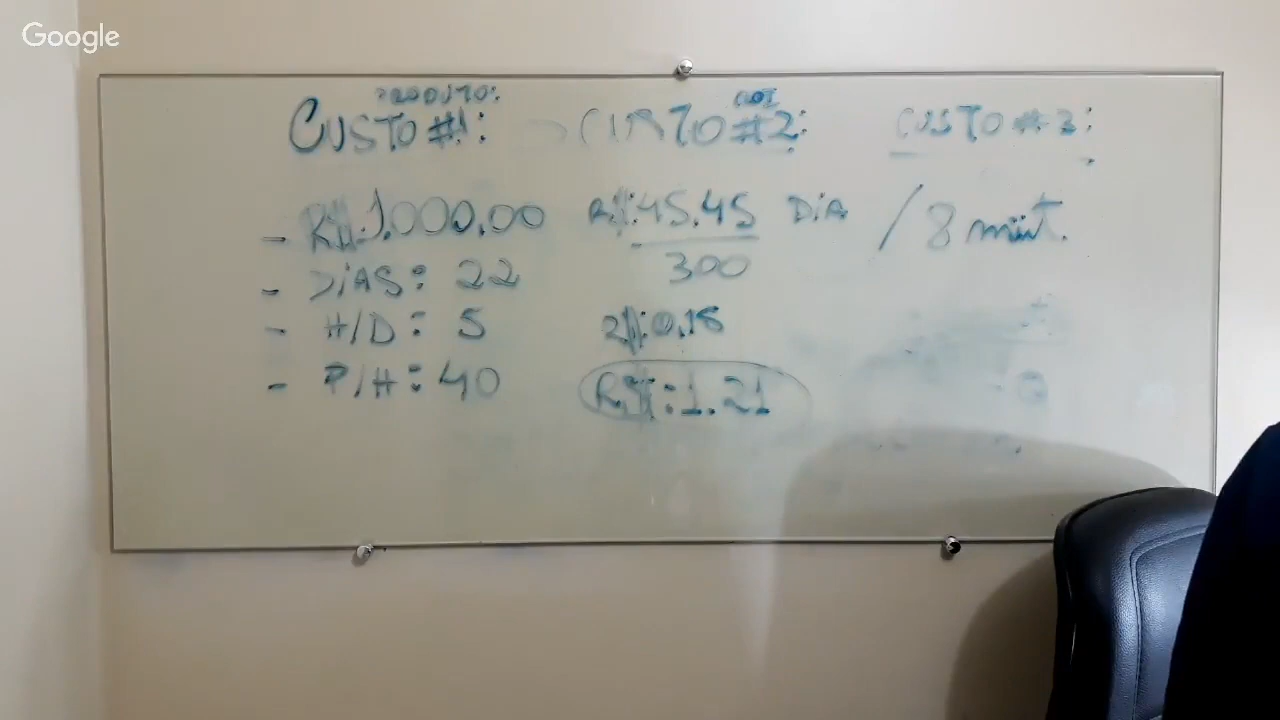 Google
PRODUTO:
CUSTO #1:
CUSTO #2:
CUSTO #3:
- R$:1.000,00
- DIAS: 22
- H/D: 5
- P/H: 40
R$:45.45 DIA / 8 minut.
300
R$:0.15
R$:1.21